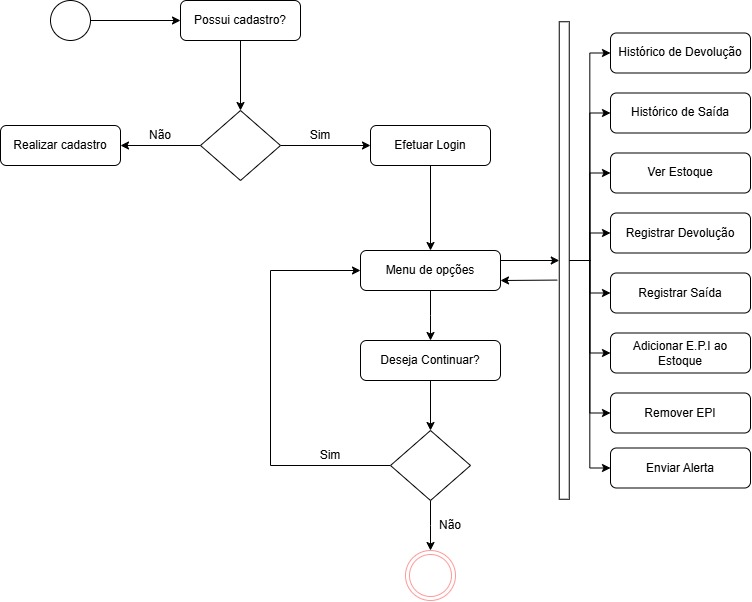 Possui cadastro?
Realizar cadastro
Não
Sim
Efetuar Login
Menu de opções
Deseja Continuar?
Sim
Não
Histórico de Devolução
Histórico de Saída
Ver Estoque
Registrar Devolução
Registrar Saída
Adicionar E.P.I ao
Estoque
Remover EPI
Enviar Alerta